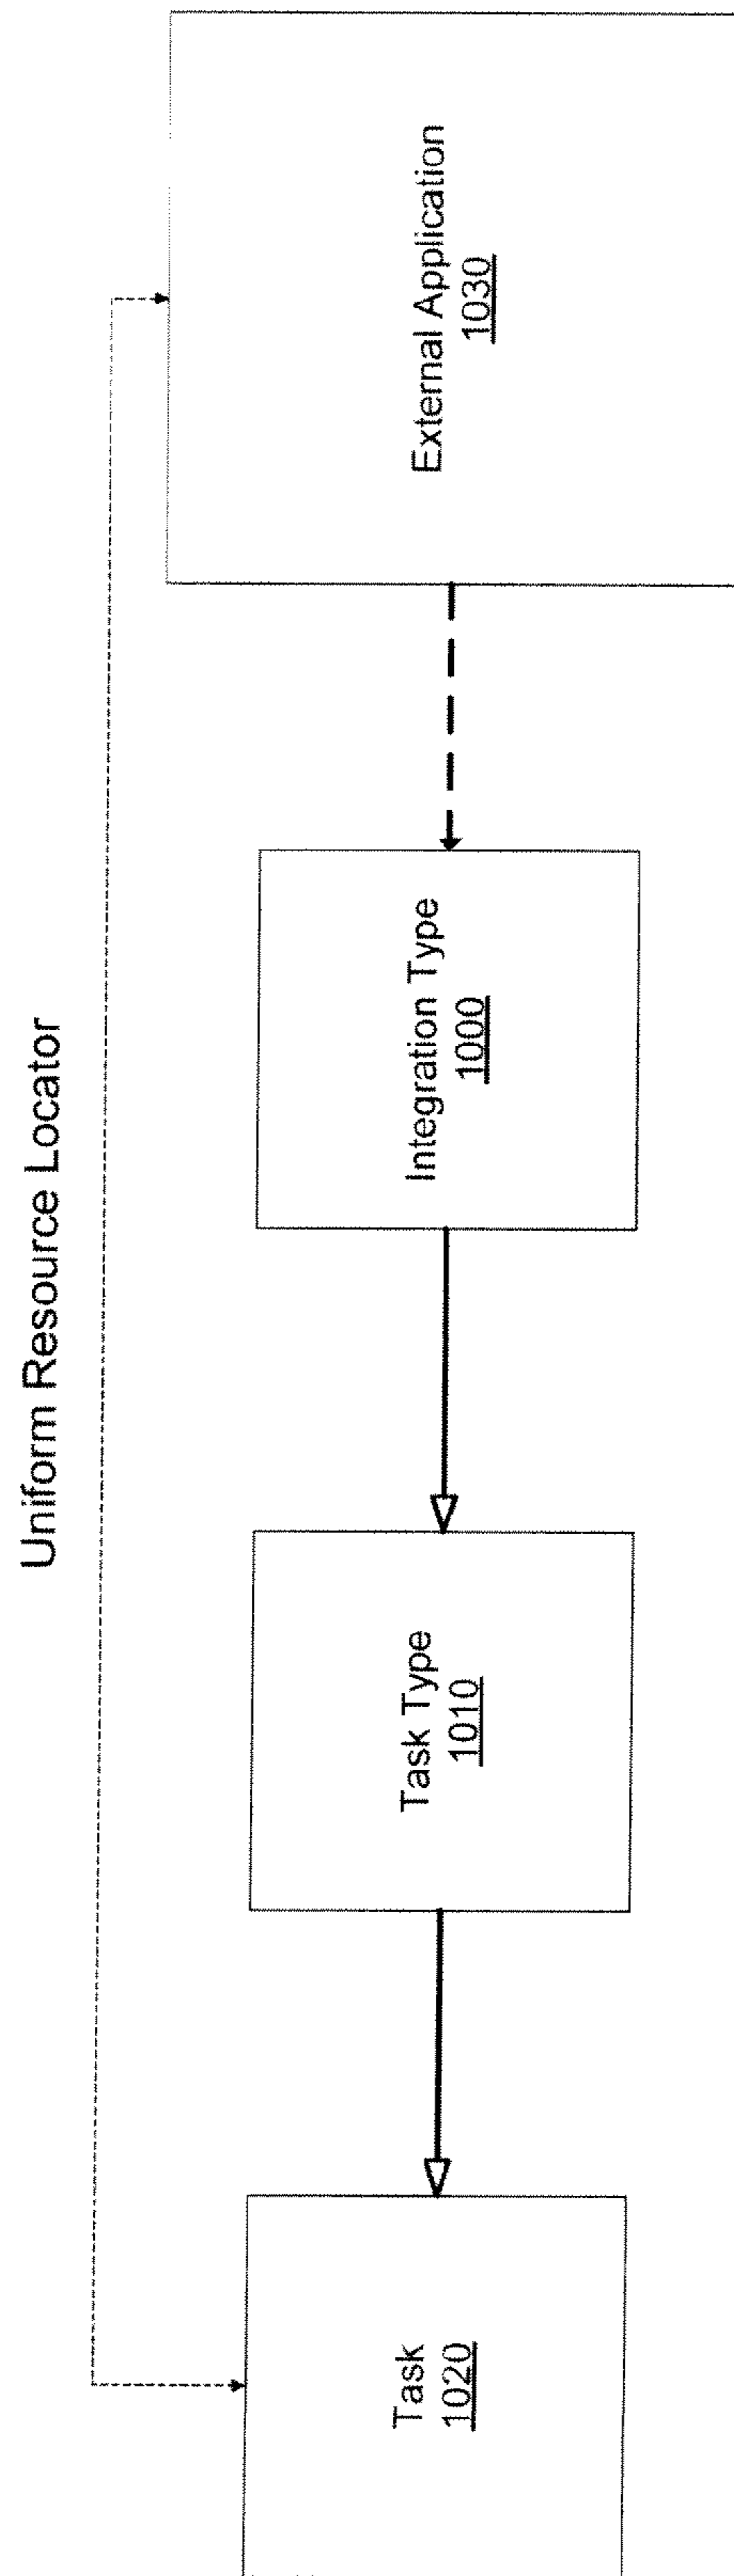 Uniform Resource Locator
Task
1020
Task Type
1010
Integration Type
1000
External Application
1030